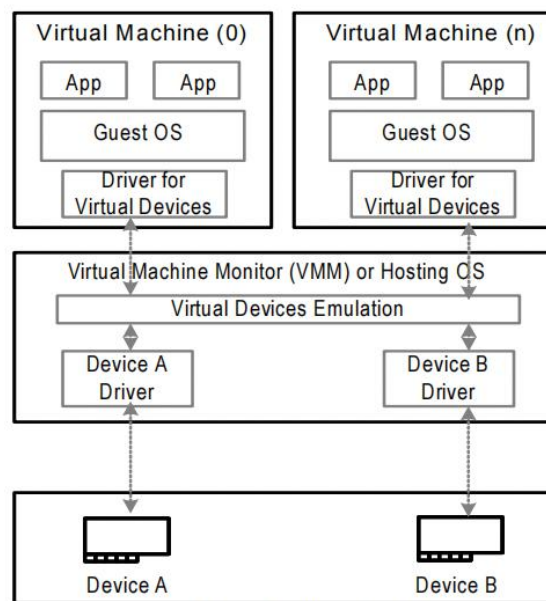 Virtual Machine (0)
App
App
Guest OS
Driver for
Virtual Devices
Virtual Machine (n)
App
App
Guest OS
Driver for
Virtual Devices
Virtual Machine Monitor (VMM) or Hosting OS
Virtual Devices Emulation
Device A
Driver
Device B
Driver
Device A
Device B